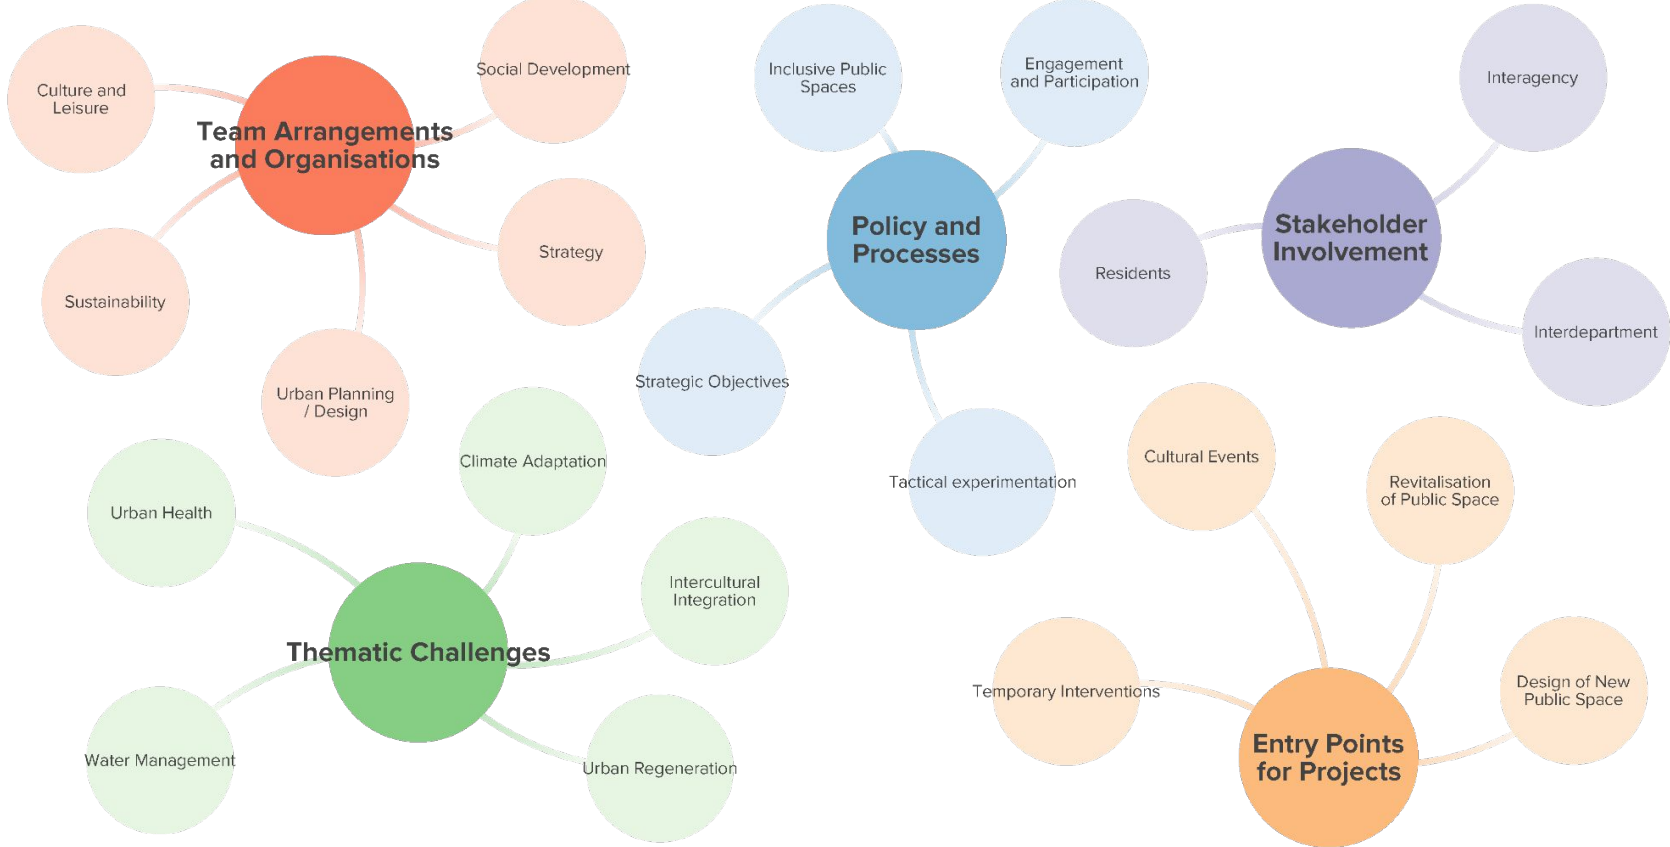 Culture and
Leisure
Social Development
Team Arrangements
and Organisations
Strategy
Sustainability
Urban Planning
/ Design
Inclusive Public
Spaces
Engagement
and Participation
Policy and
Processes
Strategic Objectives
Tactical experimentation
Interagency
Stakeholder
Involvement
Residents
Interdepartment
Climate Adaptation
Urban Health
Intercultural
Integration
Thematic Challenges
Water Management
Urban Regeneration
Cultural Events
Revitalisation
of Public Space
Temporary Interventions
Design of New
Public Space
Entry Points
for Projects